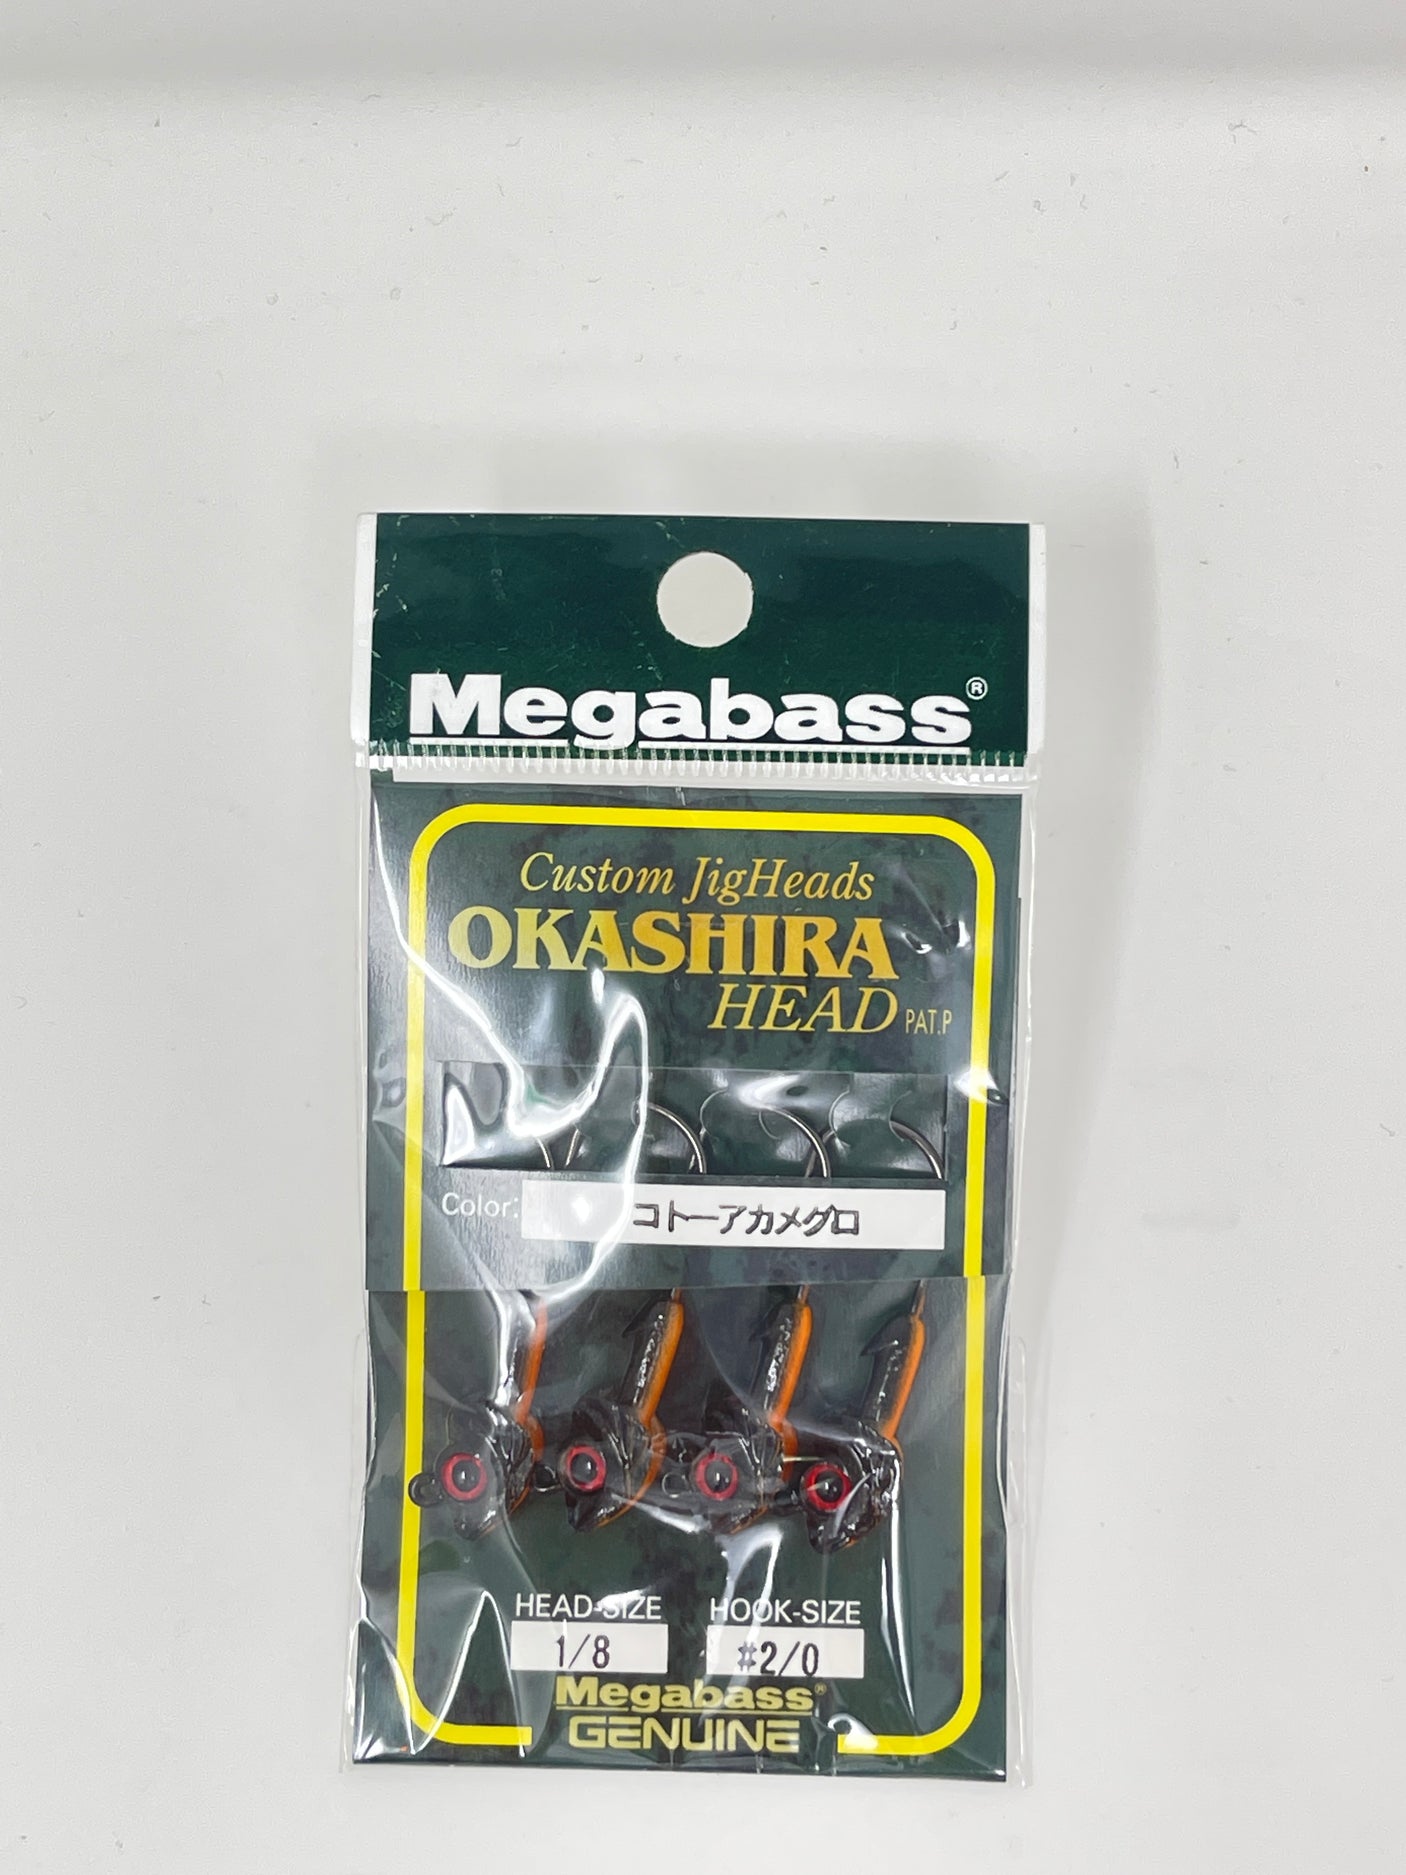 Megabass®
Custom JigHeads
OKASHIRA
HEAD PAT.P
Color: コトーアカメグロ
HEAD-SIZE HOOK-SIZE
1/8 #2/0
Megabass®
GENUINE